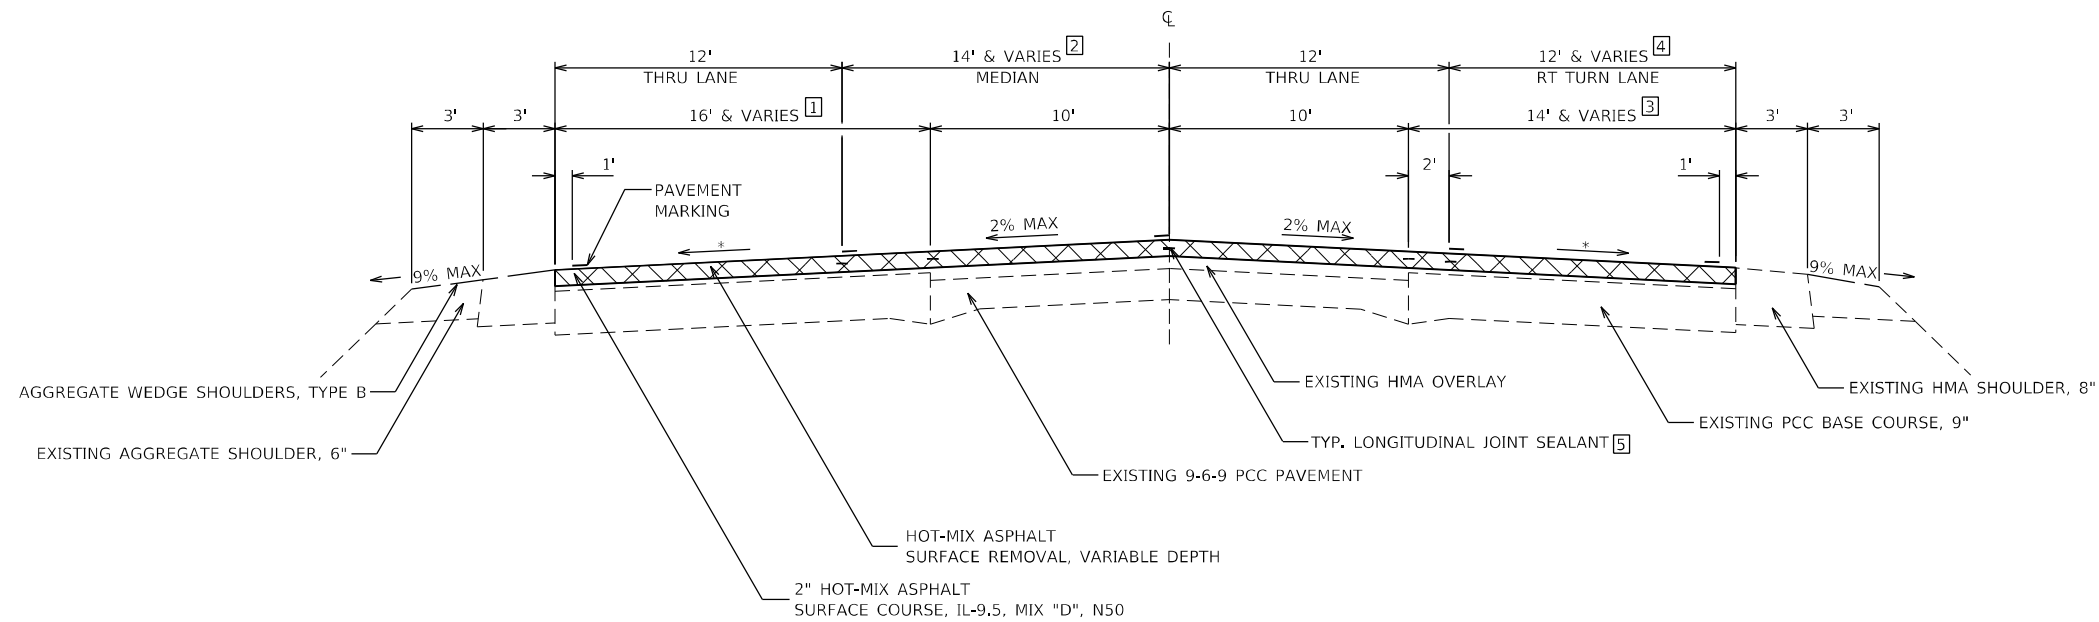 ℄
12'
14' & VARIES 2
12'
12' & VARIES 4
THRU LANE
MEDIAN
THRU LANE
RT TURN LANE
3'
3'
16' & VARIES 1
10'
10'
14' & VARIES 3
3'
3'
1'
2'
1'
PAVEMENT
MARKING
2% MAX
2% MAX
*
*
9% MAX
9% MAX
AGGREGATE WEDGE SHOULDERS, TYPE B
EXISTING HMA OVERLAY
EXISTING HMA SHOULDER, 8"
EXISTING PCC BASE COURSE, 9"
TYP. LONGITUDINAL JOINT SEALANT 5
EXISTING AGGREGATE SHOULDER, 6"
EXISTING 9-6-9 PCC PAVEMENT
HOT-MIX ASPHALT
SURFACE REMOVAL, VARIABLE DEPTH
2" HOT-MIX ASPHALT
SURFACE COURSE, IL-9.5, MIX "D", N50